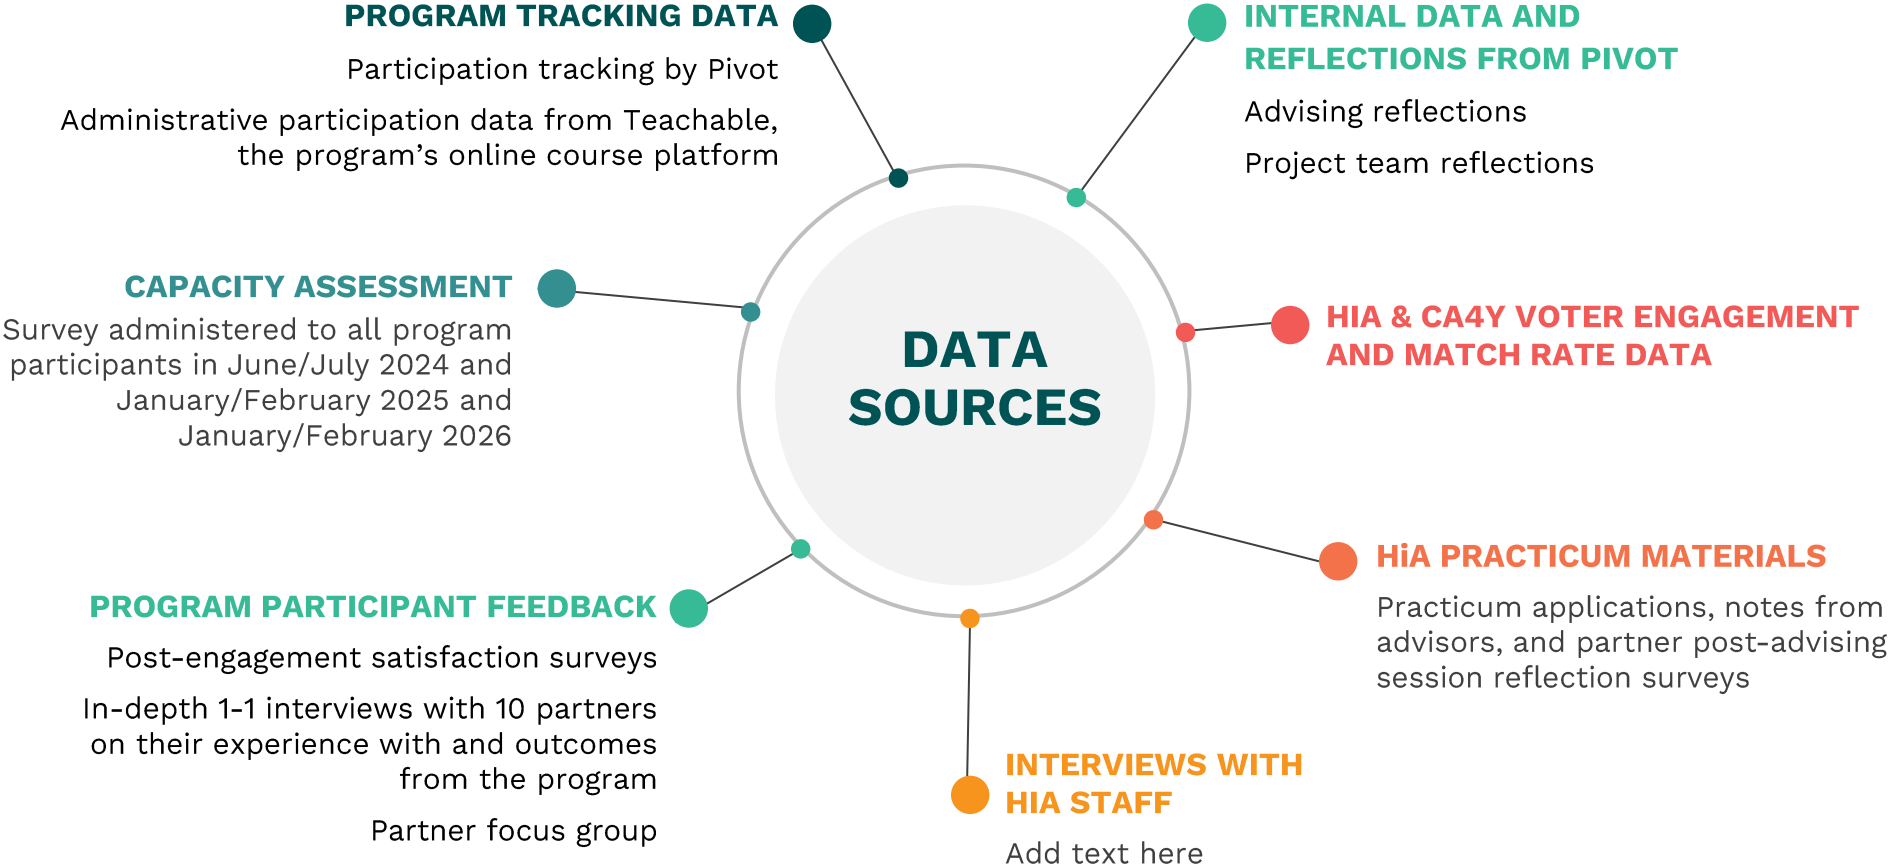 PROGRAM TRACKING DATA
Participation tracking by Pivot
Administrative participation data from Teachable,
the program’s online course platform
INTERNAL DATA AND
REFLECTIONS FROM PIVOT
Advising reflections
Project team reflections
CAPACITY ASSESSMENT
Survey administered to all program
participants in June/July 2024 and
January/February 2025 and
January/February 2026
DATA
SOURCES
HIA & CA4Y VOTER ENGAGEMENT
AND MATCH RATE DATA
HiA PRACTICUM MATERIALS
Practicum applications, notes from
advisors, and partner post-advising
session reflection surveys
PROGRAM PARTICIPANT FEEDBACK
Post-engagement satisfaction surveys
In-depth 1-1 interviews with 10 partners
on their experience with and outcomes
from the program
Partner focus group
INTERVIEWS WITH
HIA STAFF
Add text here